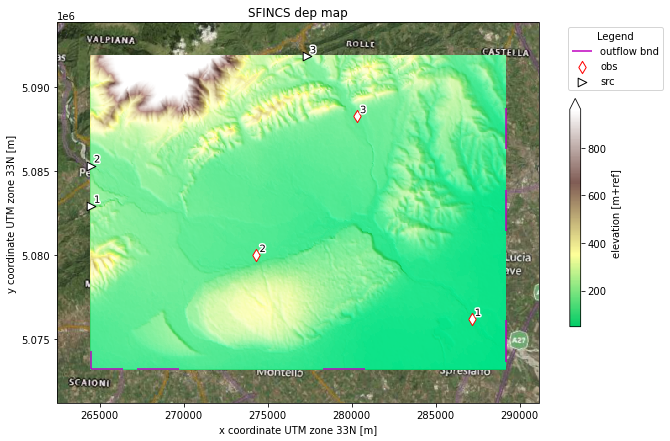 SFINCS dep map
1e6
VALPIANA
ROLLE
CASTELLA
as
3
5.090
3
2
Pe
5.085
1
2
5.080
Lucia
ave
M
1
5.075
A27
Montello
Spresiano
SCAIONI
265000 270000 275000 280000 285000 290000
x coordinate UTM zone 33N [m]
y coordinate UTM zone 33N [m]
Legend
outflow bnd
obs
src
800
600
400
200
elevation [m+ref]